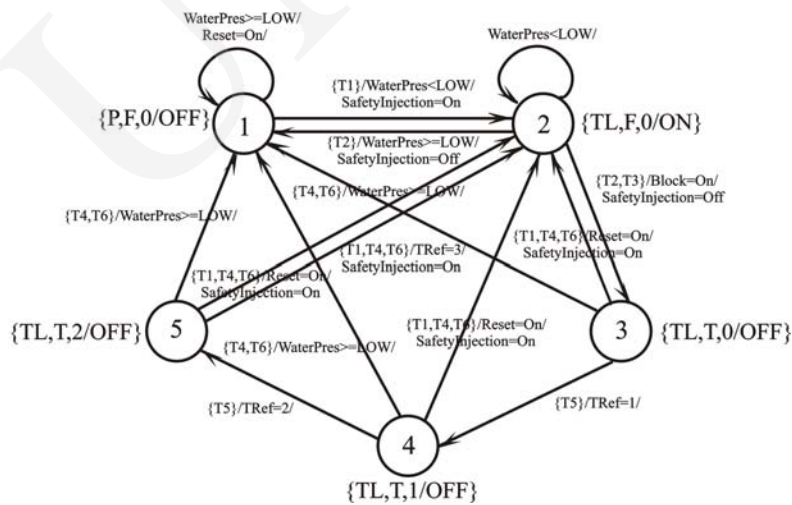 WaterPres>=LOW/
Reset=On/
WaterPres<LOW/
{T1}/WaterPres<LOW/
SafetyInjection=On
{P,F,0/OFF}
1
2
{TL,F,0/ON}
{T2}/WaterPres>=LOW/
SafetyInjection=Off
{T4,T6}/WaterPres>=LOW/
{T2,T3}/Block=On/
SafetyInjection=Off
{T4,T6}/WaterPres>=LOW/
{T1,T4,T6}/Reset=On/
SafetyInjection=On
{T1,T4,T6}/TRef=3/
SafetyInjection=On
{T1,T4,T6}/Reset=On/
SafetyInjection=On
{TL,T,2/OFF}
5
3
{TL,T,0/OFF}
{T1,T4,T6}/Reset=On/
SafetyInjection=On
{T4,T6}/WaterPres>=LOW/
{T5}/TRef=2/
{T5}/TRef=1/
4
{TL,T,1/OFF}